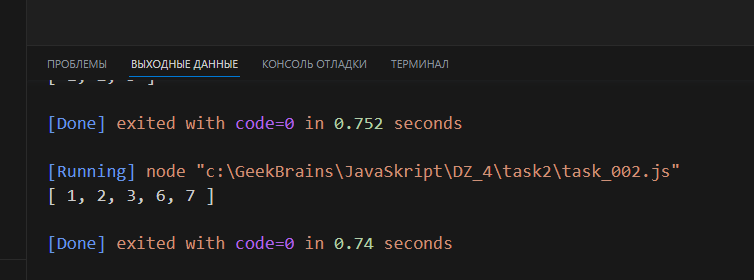 ПРОБЛЕМЫ ВЫХОДНЫЕ ДАННЫЕ КОНСОЛЬ ОТЛАДКИ ТЕРМИНАЛ
[Done] exited with code=0 in 0.752 seconds
[Running] node "c:\GeekBrains\JavaSkript\DZ_4\task2\task_002.js"
[ 1, 2, 3, 6, 7 ]
[Done] exited with code=0 in 0.74 seconds